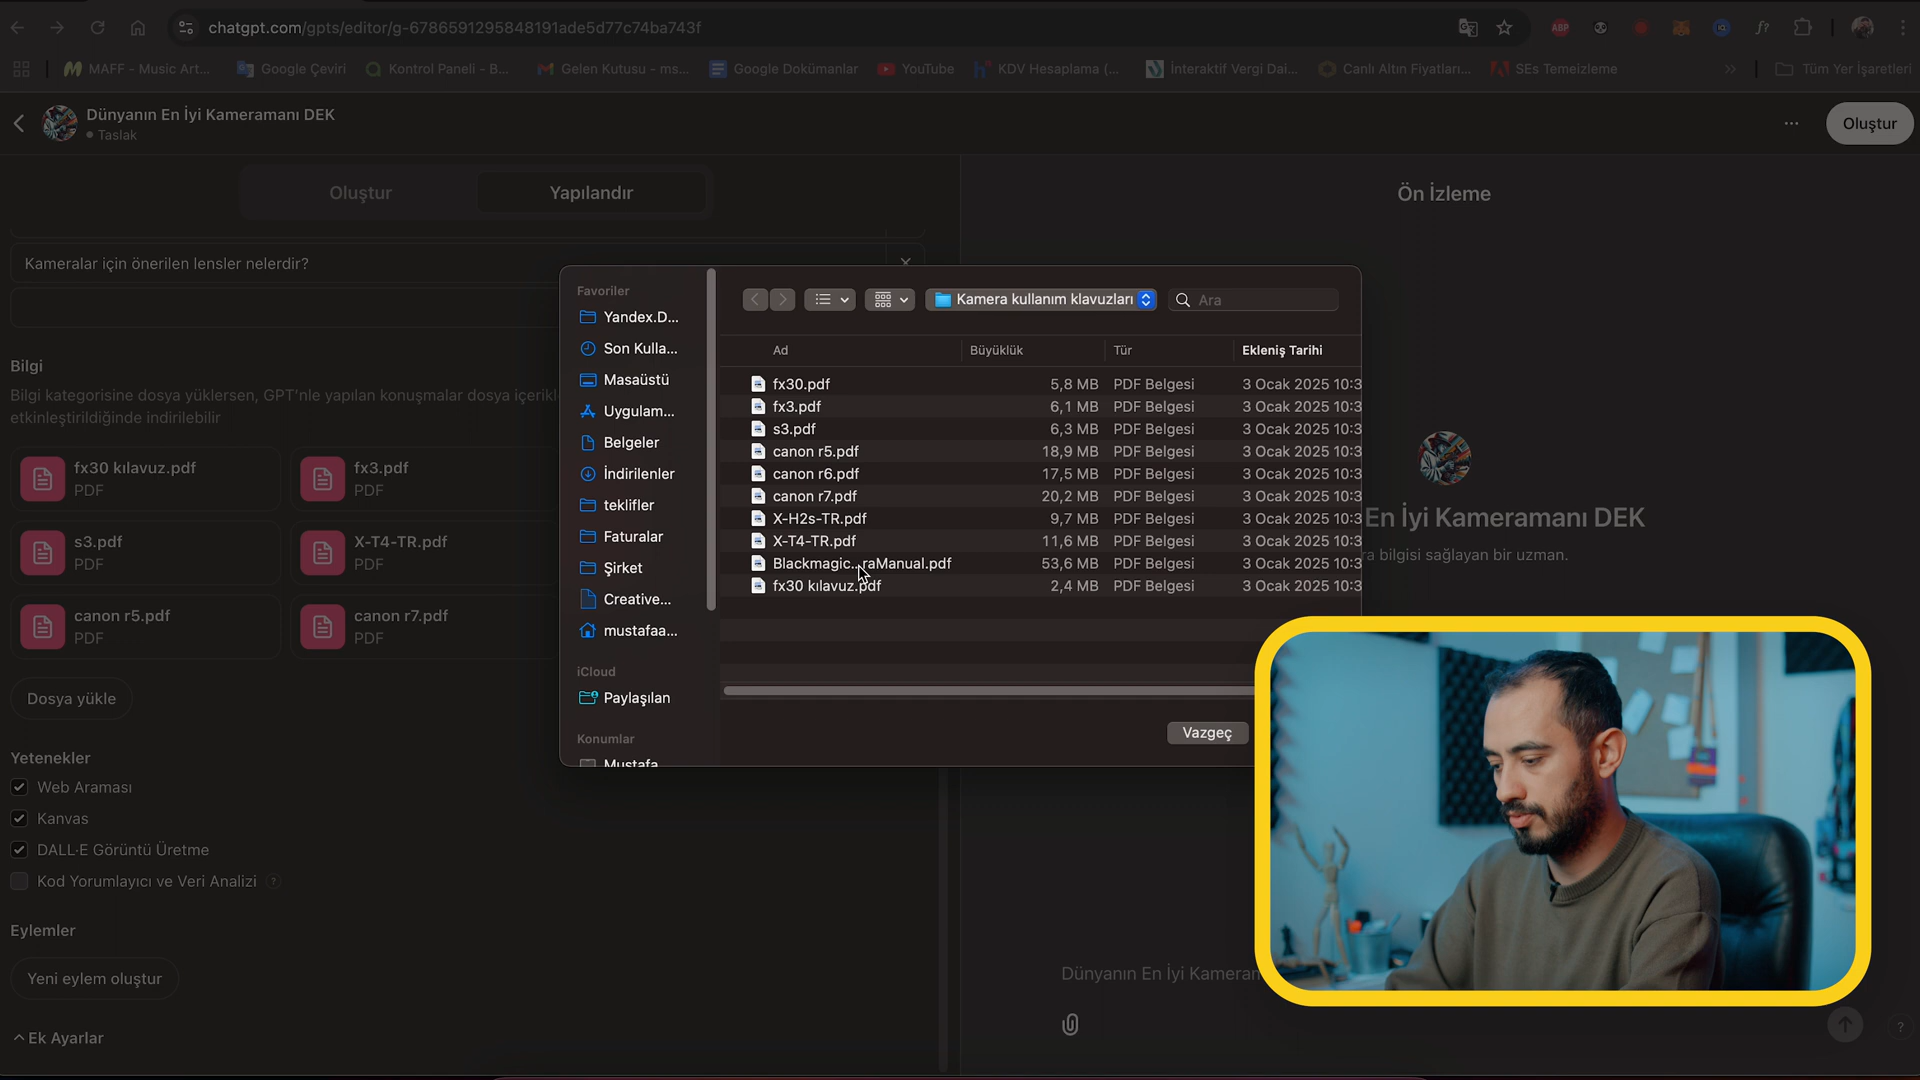 chatgpt.com/gpts/editor/g-6786591295848191ade5d77c74ba743f
ABP
f?
MAFF - Music Art...
Google Çeviri
Kontrol Paneli - B...
Gelen Kutusu - ms...
Google Dokümanlar
YouTube
KDV Hesaplama (...
İnteraktif Vergi Dai...
Canlı Altın Fiyatları...
SEs Temeizleme
Tüm Yer İşaretleri
Dünyanın En İyi Kameramanı DEK
Taslak
Oluştur
Oluştur
Yapılandır
Ön İzleme
Kameralar için önerilen lensler nelerdir?
Bilgi
Bilgi kategorisine dosya yüklersen, GPT'nle yapılan konuşmalar dosya içerikl
etkinleştirildiğinde indirilebilir
fx30 kılavuz.pdf
PDF
fx3.pdf
PDF
s3.pdf
PDF
X-T4-TR.pdf
PDF
canon r5.pdf
PDF
canon r7.pdf
PDF
Dosya yükle
Yetenekler
Web Araması
Kanvas
DALL·E Görüntü Üretme
Kod Yorumlayıcı ve Veri Analizi ?
Eylemler
Yeni eylem oluştur
Ek Ayarlar
Favoriler
Yandex.D...
Son Kulla...
Masaüstü
Uygulam...
Belgeler
İndirilenler
teklifler
Faturalar
Şirket
Creative...
mustafaa...
iCloud
Paylaşılan
Konumlar
Mustafa
Kamera kullanım klavuzları
Ara
Ad Büyüklük Tür Ekleniş Tarihi
fx30.pdf 5,8 MB PDF Belgesi 3 Ocak 2025 10:3
fx3.pdf 6,1 MB PDF Belgesi 3 Ocak 2025 10:3
s3.pdf 6,3 MB PDF Belgesi 3 Ocak 2025 10:3
canon r5.pdf 18,9 MB PDF Belgesi 3 Ocak 2025 10:3
canon r6.pdf 17,5 MB PDF Belgesi 3 Ocak 2025 10:3
canon r7.pdf 20,2 MB PDF Belgesi 3 Ocak 2025 10:3
X-H2s-TR.pdf 9,7 MB PDF Belgesi 3 Ocak 2025 10:3
X-T4-TR.pdf 11,6 MB PDF Belgesi 3 Ocak 2025 10:3
Blackmagic...raManual.pdf 53,6 MB PDF Belgesi 3 Ocak 2025 10:3
fx30 kılavuz.pdf 2,4 MB PDF Belgesi 3 Ocak 2025 10:3
Vazgeç
En İyi Kameramanı DEK
ra bilgisi sağlayan bir uzman.
Dünyanın En İyi Kameran
?